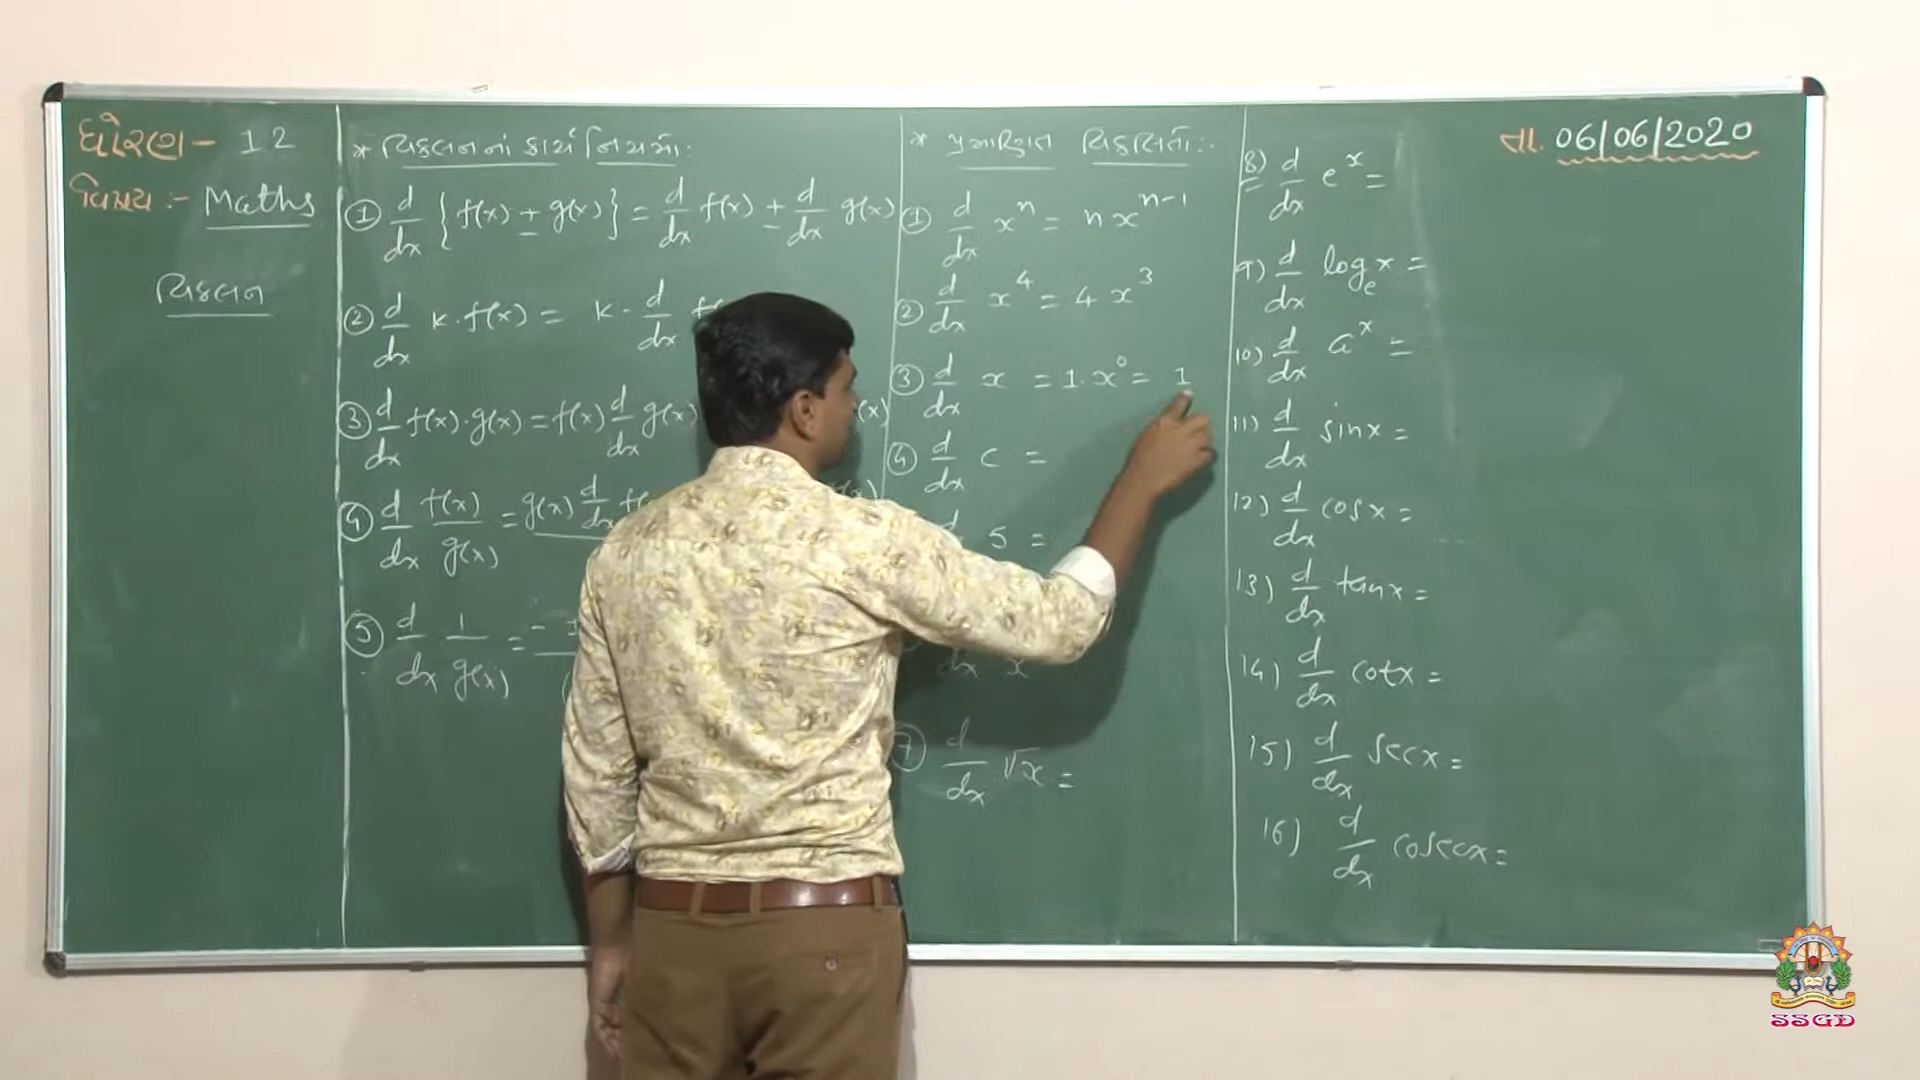 ધોરણ - 12
વિષય :- Maths
વિકલન
* વિકલનનાં કાર્ય નિયમો :
① d/dx {f(x) ± g(x)} = d/dx f(x) ± d/dx g(x)
② d/dx k·f(x) = k· d/dx
③ d/dx f(x)·g(x) = f(x) d/dx g(x)
④ d/dx f(x)/g(x) = g(x) d/dx
⑤ d/dx 1/g(x) = -1
* પ્રમાણિત વિકલિતો :-
① d/dx xⁿ = n xⁿ⁻¹
② d/dx x⁴ = 4 x³
③ d/dx x = 1·x⁰ = 1
④ d/dx c =
5 =
dx x
⑦ d/dx √x =
8) d/dx eˣ =
9) d/dx logₑx =
10) d/dx aˣ =
11) d/dx sinx =
12) d/dx cosx =
13) d/dx tanx =
14) d/dx cotx =
15) d/dx secx =
16) d/dx cosecx =
તા. 06/06/2020
SSGD